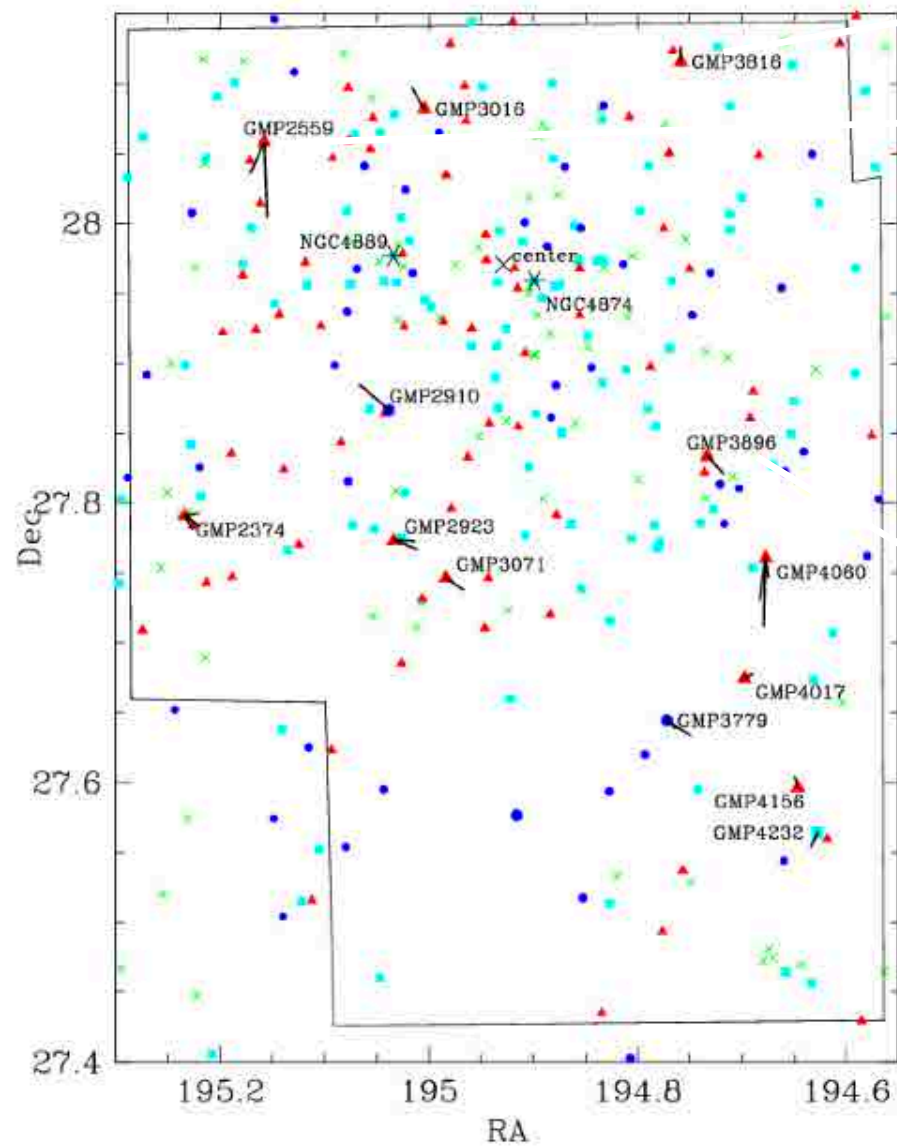 GMP3816
GMP3016
GMP2559
28
NGC4889
center
NGC4874
GMP2910
GMP3896
27.8
Dec
GMP2374
GMP2923
GMP3071
GMP4060
GMP4017
GMP3779
27.6
GMP4156
GMP4232
27.4
195.2
195
194.8
194.6
RA